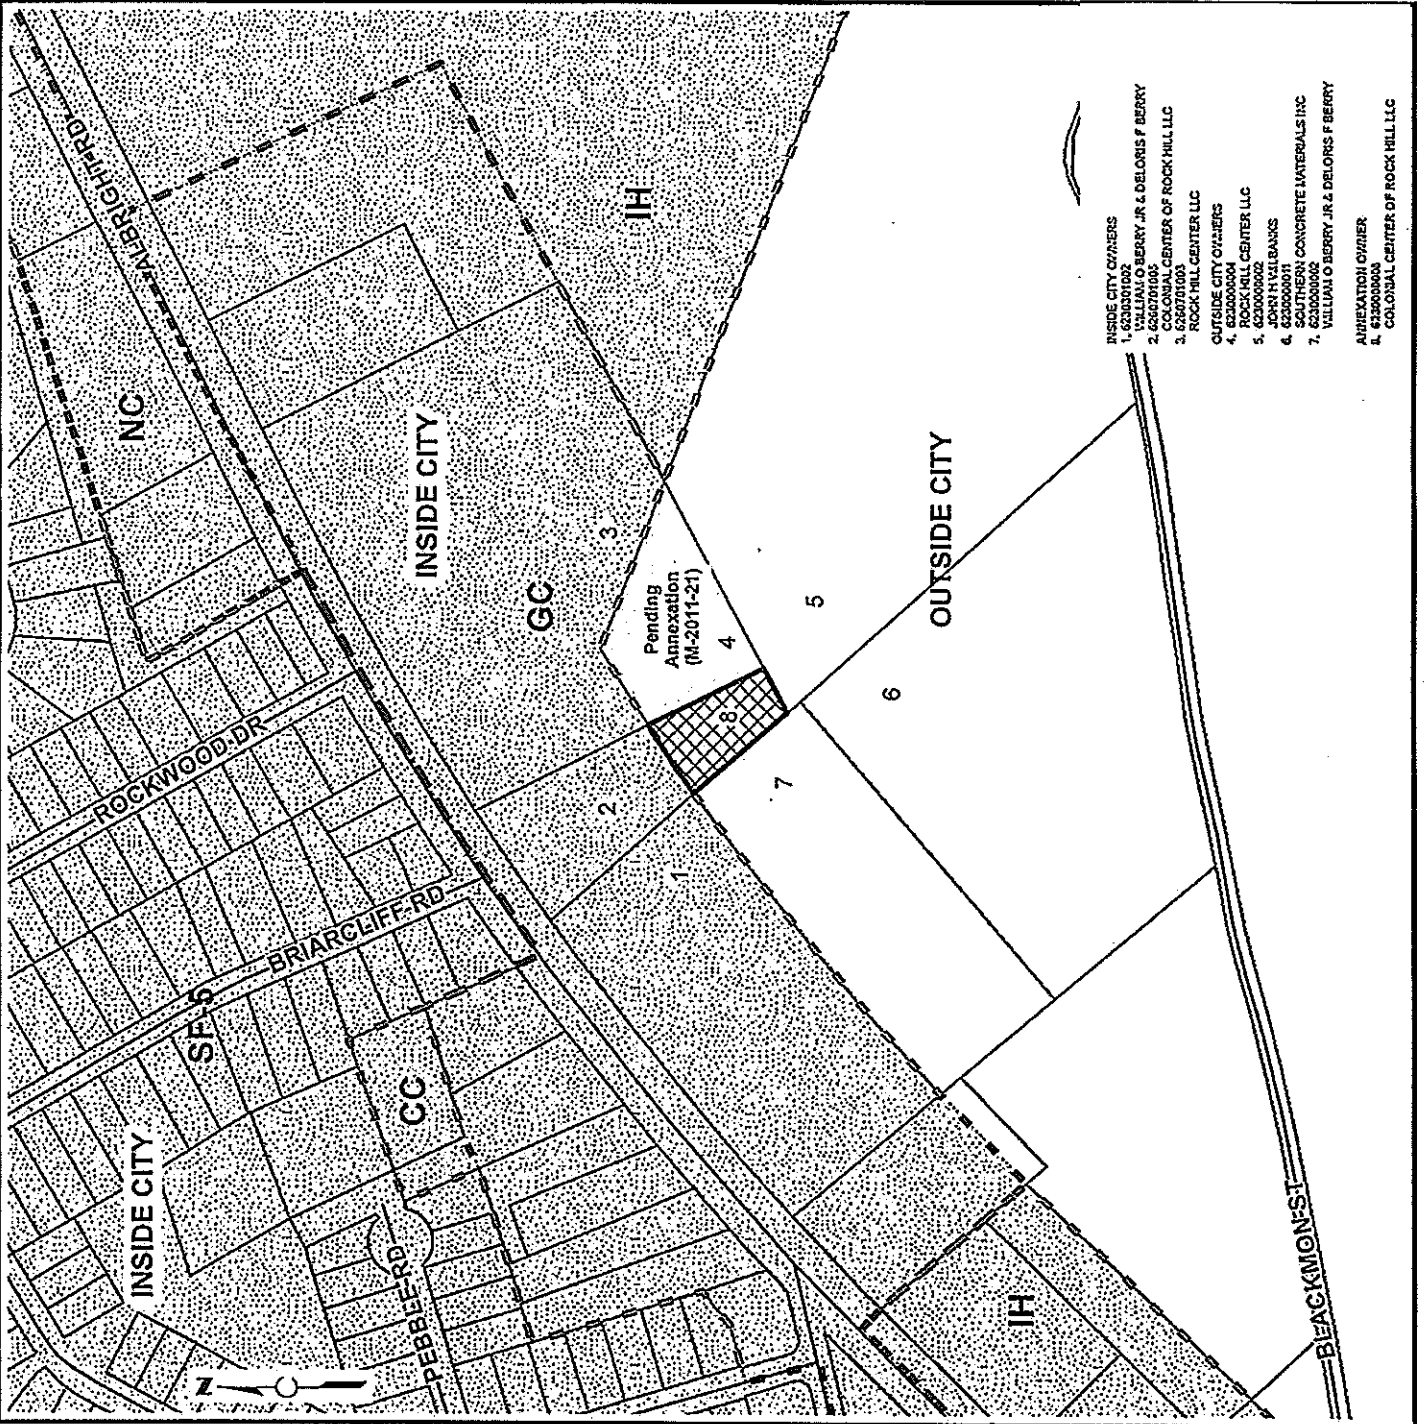 ALBRIGHT-RD
NC
IH
INSIDE CITY
3
GC
Pending
Annexation
(M-2011-21)
4
8
5
OUTSIDE CITY
6
7
2
1
ROCKWOOD-DR
BRIARCLIFF-RD
SF-5
CC
INSIDE CITY
PEBBLE-RD
IH
BLACKMON-ST
N
INSIDE CITY OWNERS
1. 6230301002
WILLIAM O BERRY JR & DELORIS F BERRY
2. 6260701005
COLONIAL CENTER OF ROCK HILL LLC
3. 6260701003
ROCK HILL CENTER LLC
OUTSIDE CITY OWNERS
4. 6230000004
ROCK HILL CENTER LLC
5. 6230000002
JOHN H WILBANKS
6. 6230000011
SOUTHERN CONCRETE MATERIALS INC
7. 6230000002
WILLIAM O BERRY JR & DELORIS F BERRY
ANNEXATION OWNER
8. 6230000008
COLONIAL CENTER OF ROCK HILL LLC